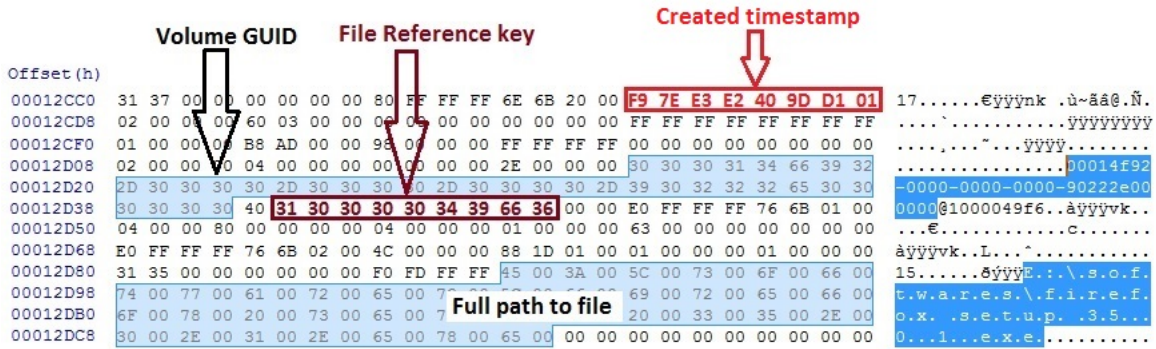 Created timestamp
Volume GUID File Reference key
Offset(h)
00012CC0 31 37 00 00 00 00 00 00 80 FF FF FF 6E 6B 20 00 F9 7E E3 E2 40 9D D1 01 17......€ÿÿÿnk .ù~ãâ@.Ñ.
00012CD8 02 00 00 00 60 03 00 00 00 00 00 00 00 00 00 00 FF FF FF FF FF FF FF FF ....`...........ÿÿÿÿÿÿÿÿ
00012CF0 01 00 00 00 B8 AD 00 00 98 00 00 00 FF FF FF FF 00 00 00 00 00 00 00 00 ....¸...˜...ÿÿÿÿ........
00012D08 02 00 00 00 04 00 00 00 00 00 00 00 2E 00 00 00 30 30 30 31 34 66 39 32 ................00014f92
00012D20 2D 30 30 30 30 2D 30 30 30 30 2D 30 30 30 30 2D 39 30 32 32 32 65 30 30 -0000-0000-0000-90222e00
00012D38 30 30 30 30 40 31 30 30 30 30 34 39 66 36 00 00 E0 FF FF FF 76 6B 01 00 0000@1000049f6..àÿÿÿvk..
00012D50 04 00 00 80 00 00 00 00 04 00 00 00 01 00 00 00 63 00 00 00 00 00 00 00 ...€............c.......
00012D68 E0 FF FF FF 76 6B 02 00 4C 00 00 00 88 1D 01 00 01 00 00 00 01 00 00 00 àÿÿÿvk..L...ˆ...........
00012D80 31 35 00 00 00 00 00 00 F0 FD FF FF 45 00 3A 00 5C 00 73 00 6F 00 66 00 15......ðýÿÿE.:.\.s.o.f.
00012D98 74 00 77 00 61 00 72 00 65 00 66 00 69 00 72 00 65 00 66 00 t.w.a.r.e.s.\.f.i.r.e.f.
Full path to file
00012DB0 6F 00 78 00 20 00 73 00 65 00 20 00 33 00 35 00 2E 00 o.x. .s.e.t.u.p. .3.5...
00012DC8 30 00 2E 00 31 00 2E 00 65 00 78 00 65 00 00 00 00 00 00 00 00 00 00 00 0...1...e.x.e...........